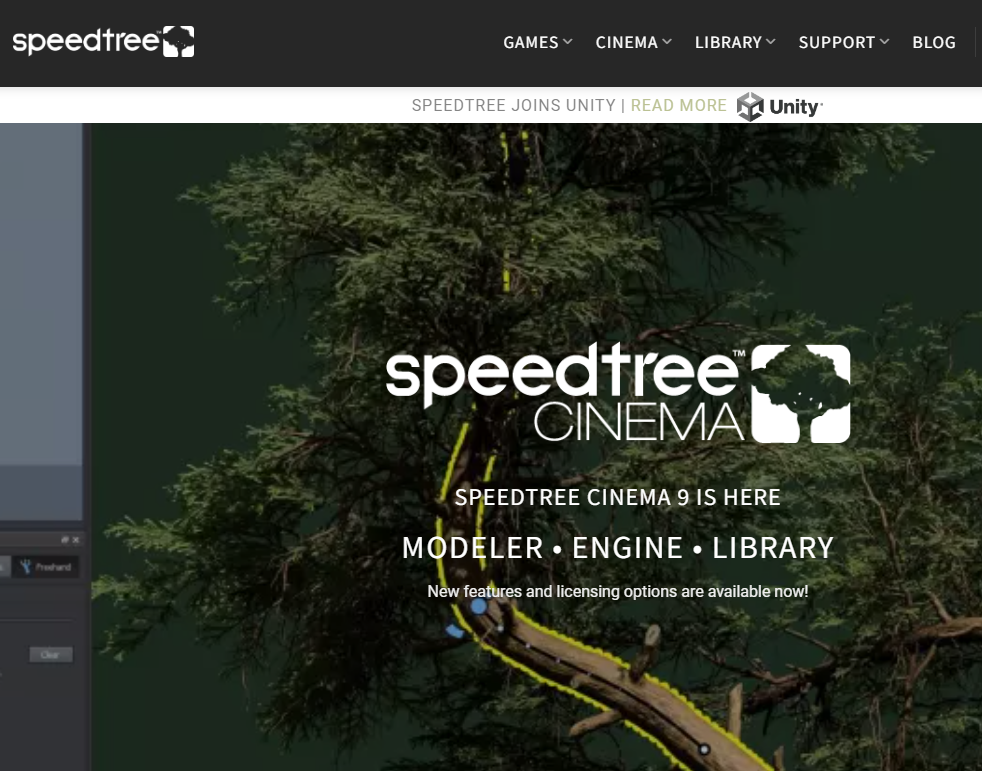 speedtree™
GAMES CINEMA LIBRARY SUPPORT BLOG
SPEEDTREE JOINS UNITY | READ MORE Unity
speedtree™
CINEMA
SPEEDTREE CINEMA 9 IS HERE
MODELER • ENGINE • LIBRARY
New features and licensing options are available now!
Freehand
Clear